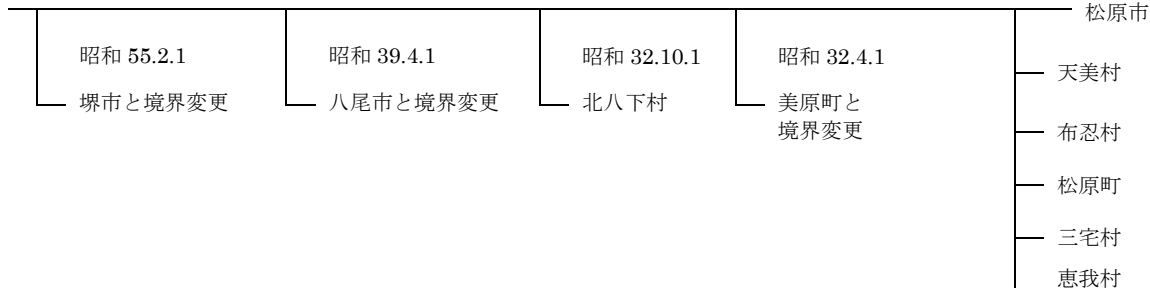 松原市
昭和 55.2.1
堺市と境界変更
昭和 39.4.1
八尾市と境界変更
昭和 32.10.1
北八下村
昭和 32.4.1
美原町と
境界変更
天美村
布忍村
松原町
三宅村
恵我村